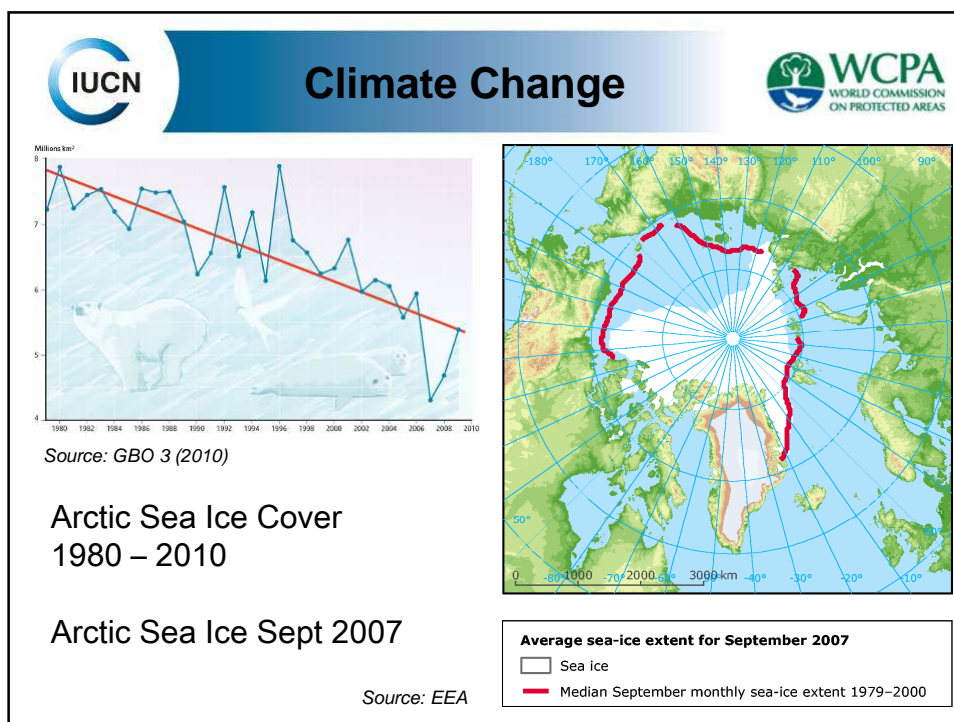 IUCN
Climate Change
WCPA
WORLD COMMISSION
ON PROTECTED AREAS
Millions km²
8
7
6
5
4
1980 1982 1984 1986 1988 1990 1992 1994 1996 1998 2000 2002 2004 2006 2008 2010
Source: GBO 3 (2010)
Arctic Sea Ice Cover
1980 – 2010
Arctic Sea Ice Sept 2007
Source: EEA
-180° 170° 160° 150° 140° 130° 120° 110° 100° 90°
50°
0 1000 2000 3000 km
-80° -70° -40° -30° -20° -10°
Average sea-ice extent for September 2007
Sea ice
Median September monthly sea-ice extent 1979–2000